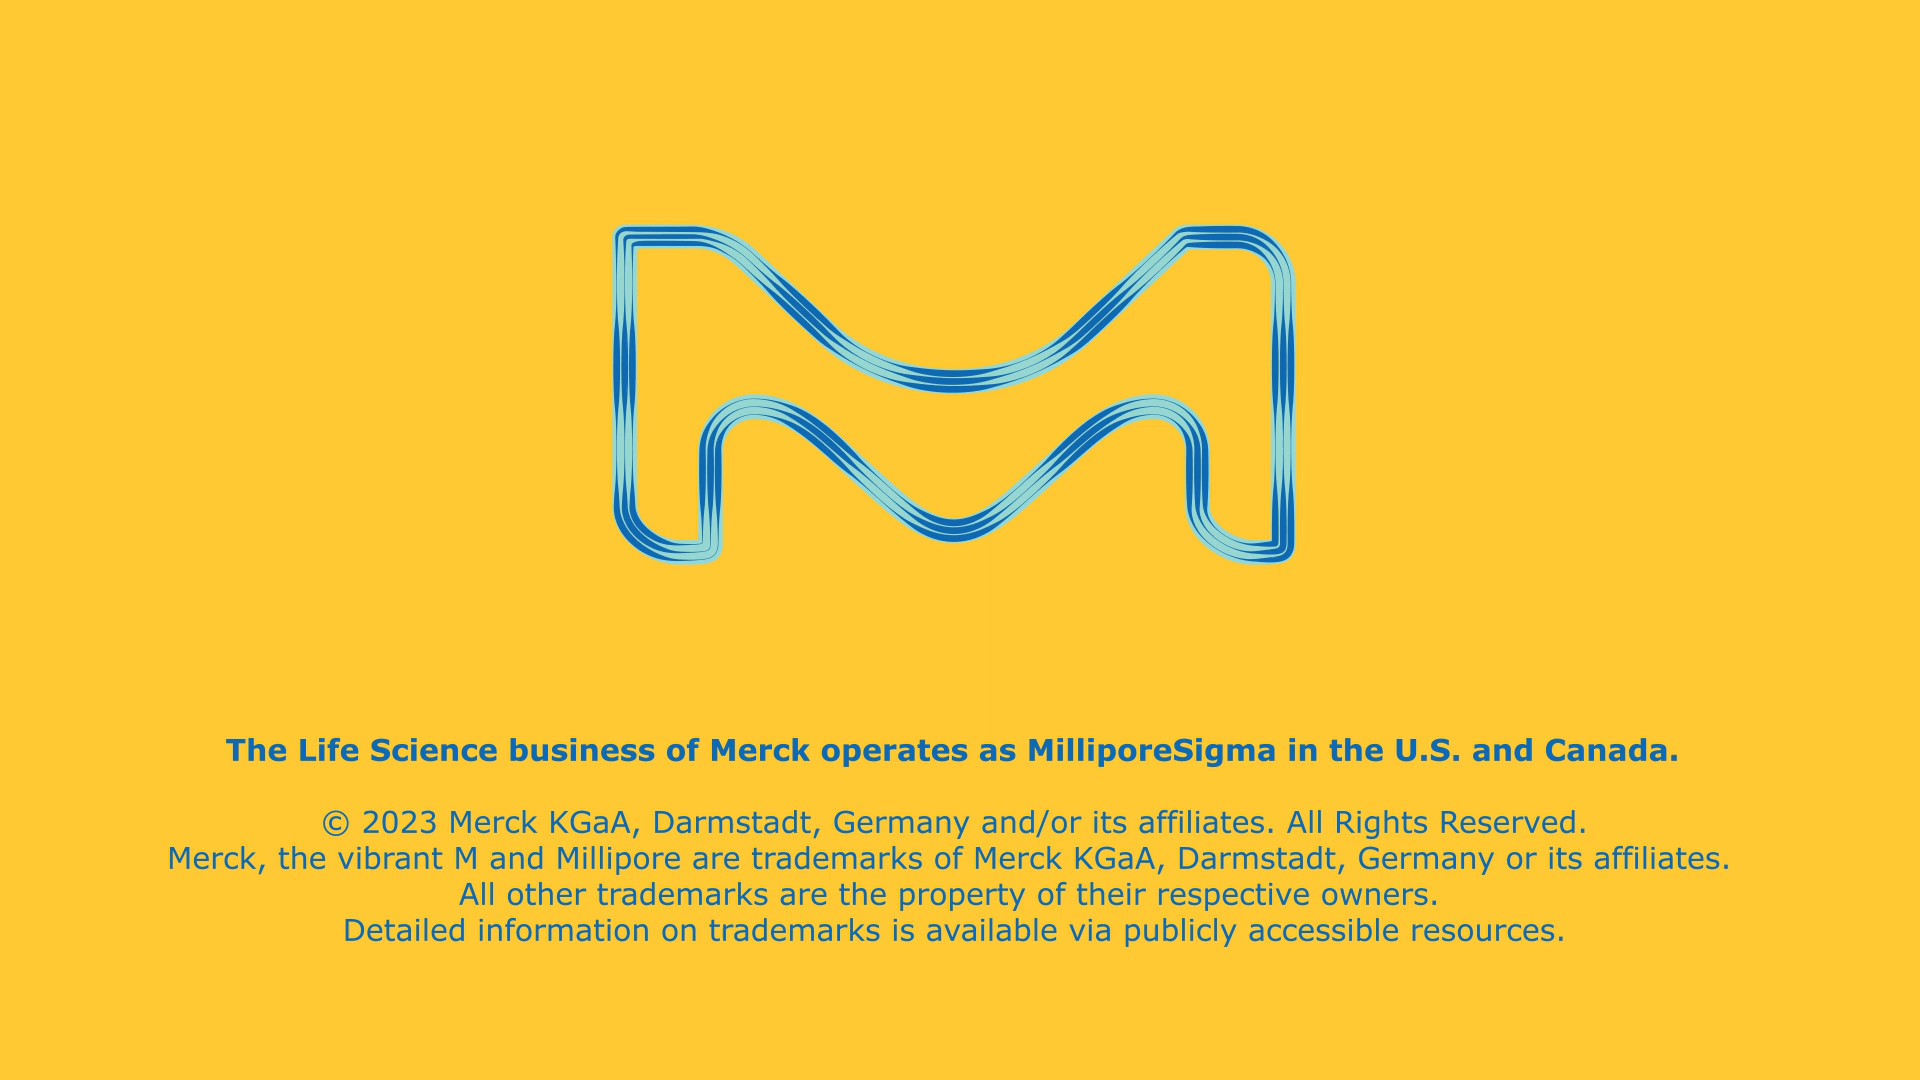 The Life Science business of Merck operates as MilliporeSigma in the U.S. and Canada.
© 2023 Merck KGaA, Darmstadt, Germany and/or its affiliates. All Rights Reserved.
Merck, the vibrant M and Millipore are trademarks of Merck KGaA, Darmstadt, Germany or its affiliates.
All other trademarks are the property of their respective owners.
Detailed information on trademarks is available via publicly accessible resources.